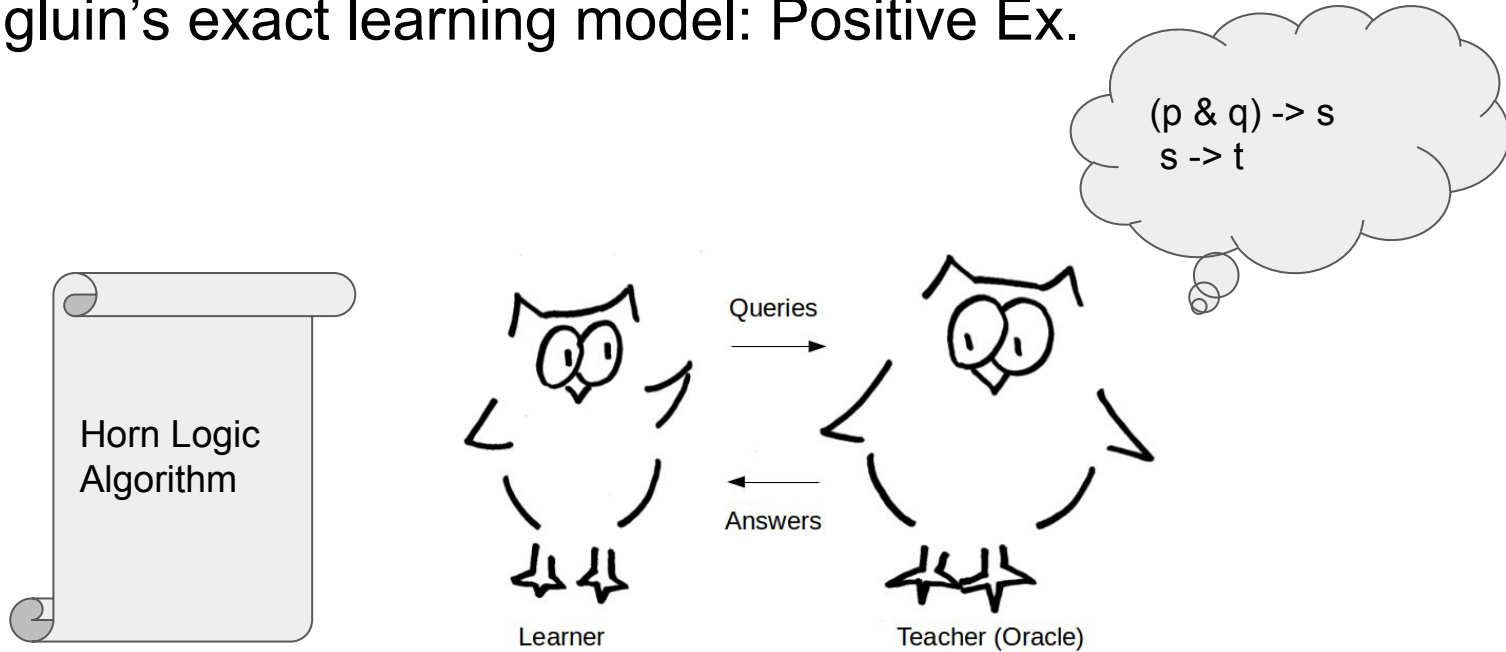 gluin’s exact learning model: Positive Ex.
(p & q) -> s
s -> t
Queries
Horn Logic
Algorithm
Answers
Learner
Teacher (Oracle)